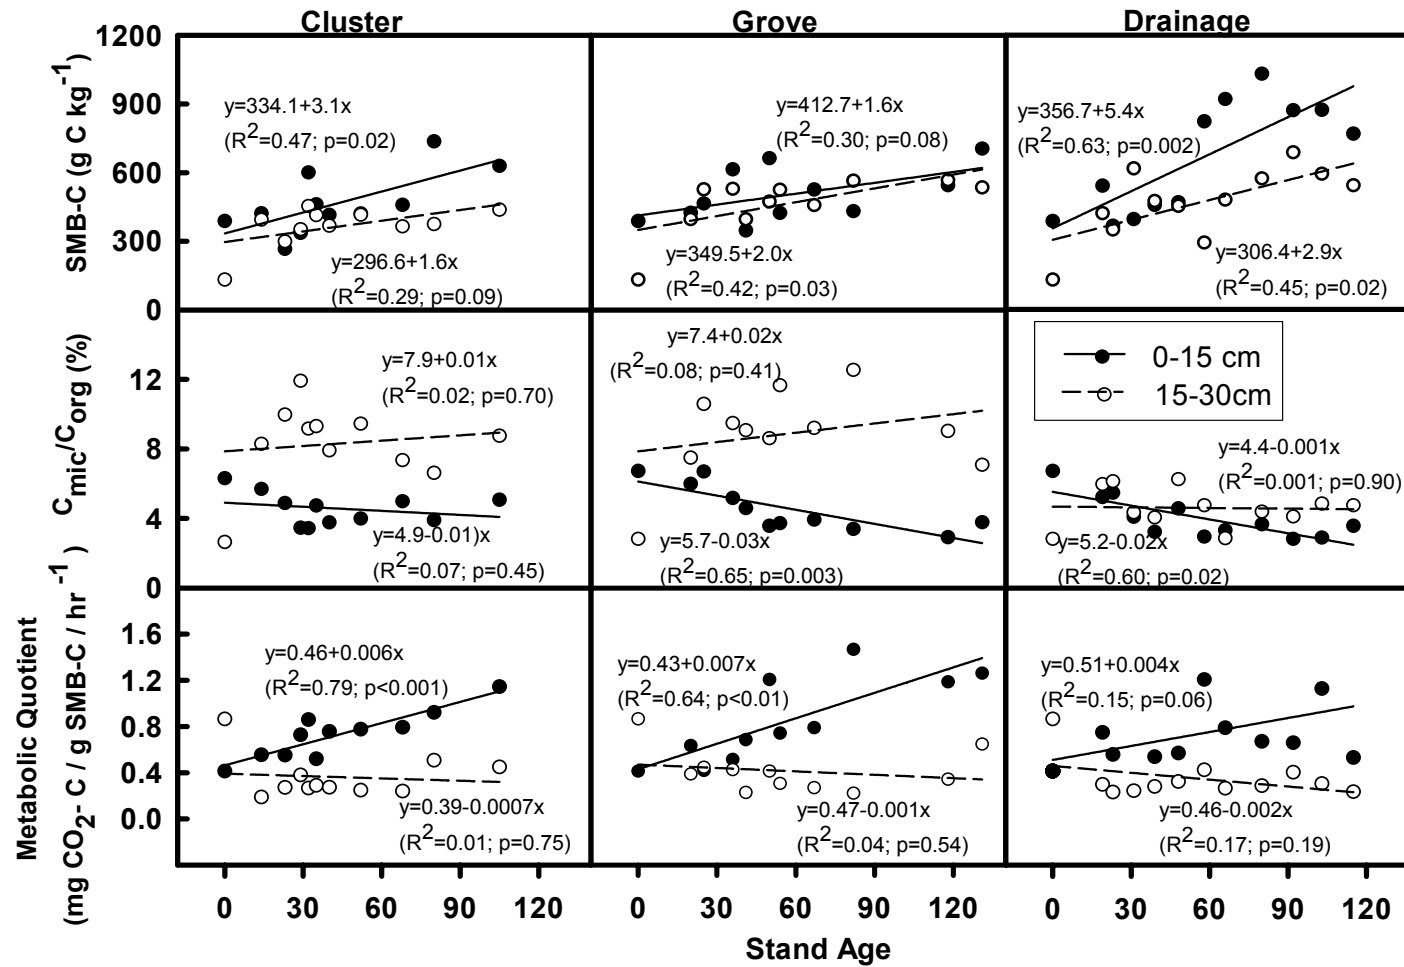 Cluster
Grove
Drainage
SMB-C (g C kg-1)
1200
900
600
300
0
y=334.1+3.1x
(R2=0.47; p=0.02)
y=296.6+1.6x
(R2=0.29; p=0.09)
y=412.7+1.6x
(R2=0.30; p=0.08)
y=349.5+2.0x
(R2=0.42; p=0.03)
y=356.7+5.4x
(R2=0.63; p=0.002)
y=306.4+2.9x
(R2=0.45; p=0.02)
Cmic/Corg (%)
12
8
4
0
y=7.9+0.01x
(R2=0.02; p=0.70)
y=4.9-0.01)x
(R2=0.07; p=0.45)
y=7.4+0.02x
(R2=0.08; p=0.41)
y=5.7-0.03x
(R2=0.65; p=0.003)
0-15 cm
15-30cm
y=4.4-0.001x
(R2=0.001; p=0.90)
y=5.2-0.02x
(R2=0.60; p=0.02)
Metabolic Quotient
(mg CO2- C / g SMB-C / hr-1)
1.6
1.2
0.8
0.4
0.0
y=0.46+0.006x
(R2=0.79; p<0.001)
y=0.39-0.0007x
(R2=0.01; p=0.75)
y=0.43+0.007x
(R2=0.64; p<0.01)
y=0.47-0.001x
(R2=0.04; p=0.54)
y=0.51+0.004x
(R2=0.15; p=0.06)
y=0.46-0.002x
(R2=0.17; p=0.19)
0 30 60 90 120
0 30 60 90 120
0 30 60 90 120
Stand Age